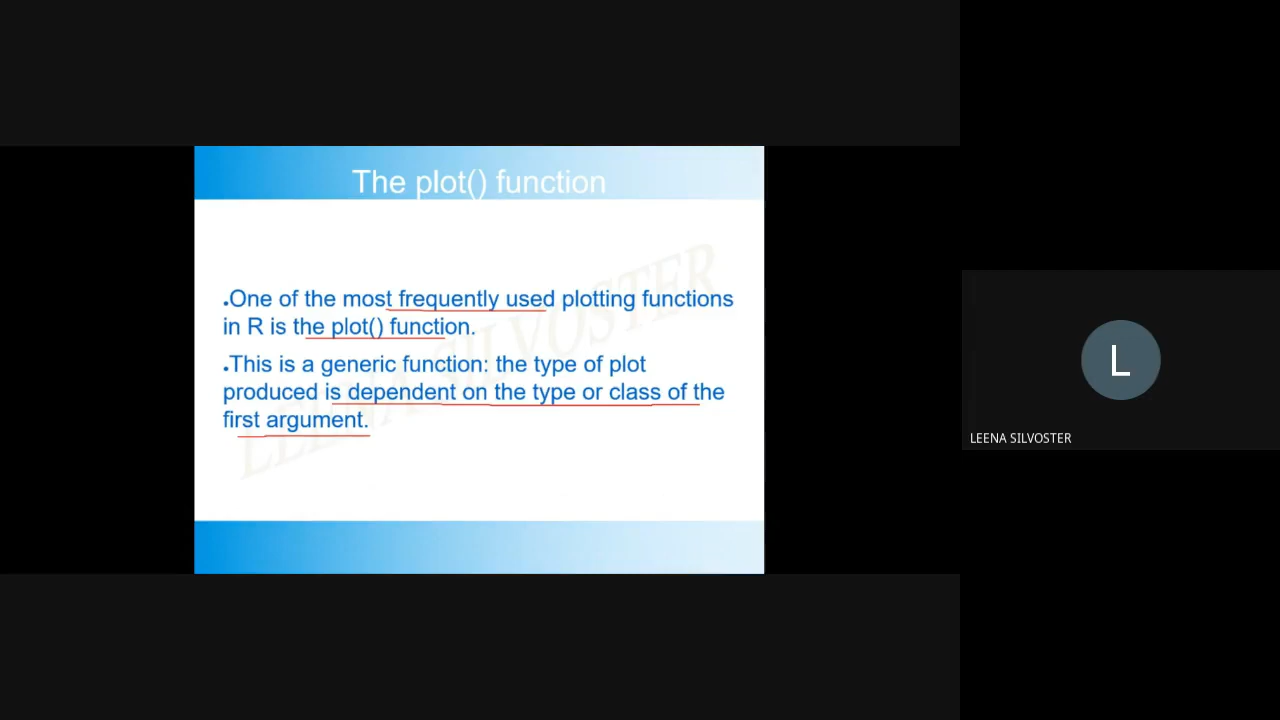 The plot() function
.One of the most frequently used plotting functions
in R is the plot() function.
.This is a generic function: the type of plot
produced is dependent on the type or class of the
first argument.
LEENA SILVOSTER
L
LEENA SILVOSTER